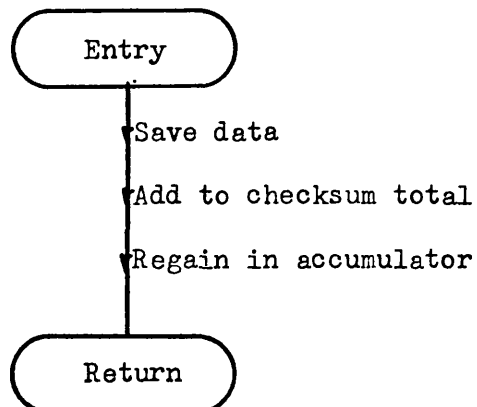 Entry
Save data
Add to checksum total
Regain in accumulator
Return